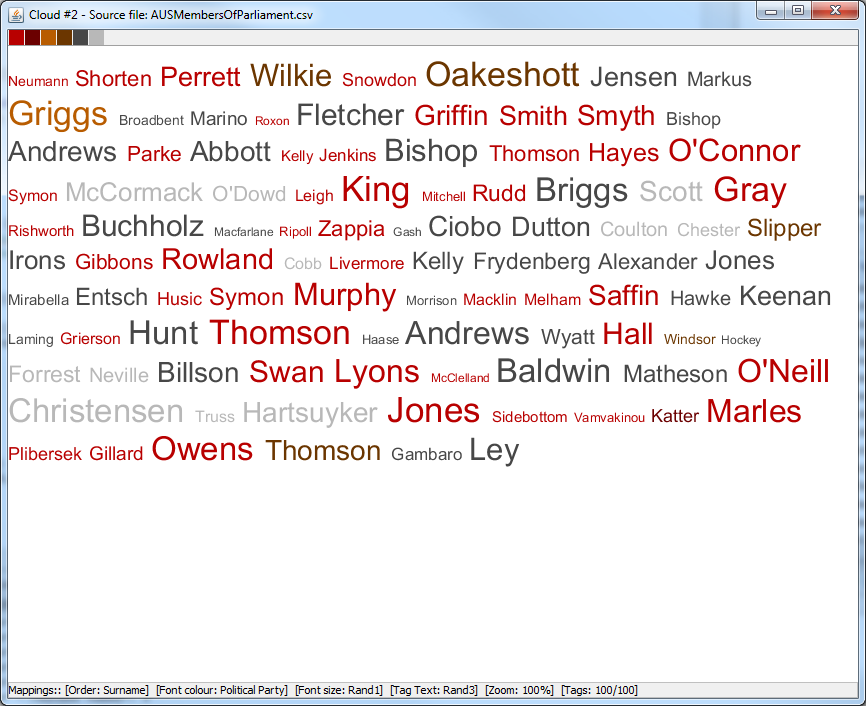 Cloud #2 - Source file: AUSMembersOfParliament.csv
Neumann Shorten Perrett Wilkie Snowdon Oakeshott Jensen Markus
Griggs Broadbent Marino Roxon Fletcher Griffin Smith Smyth Bishop
Andrews Parke Abbott Kelly Jenkins Bishop Thomson Hayes O'Connor
Symon McCormack O'Dowd Leigh King Mitchell Rudd Briggs Scott Gray
Rishworth Buchholz Macfarlane Ripoll Zappia Gash Ciobo Dutton Coulton Chester Slipper
Irons Gibbons Rowland Cobb Livermore Kelly Frydenberg Alexander Jones
Mirabella Entsch Husic Symon Murphy Morrison Macklin Melham Saffin Hawke Keenan
Laming Grierson Hunt Thomson Haase Andrews Wyatt Hall Windsor Hockey
Forrest Neville Billson Swan Lyons McClelland Baldwin Matheson O'Neill
Christensen Truss Hartsuyker Jones Sidebottom Vamvakinou Katter Marles
Plibersek Gillard Owens Thomson Gambaro Ley
Mappings:: [Order: Surname] [Font colour: Political Party] [Font size: Rand1] [Tag Text: Rand3] [Zoom: 100%] [Tags: 100/100]